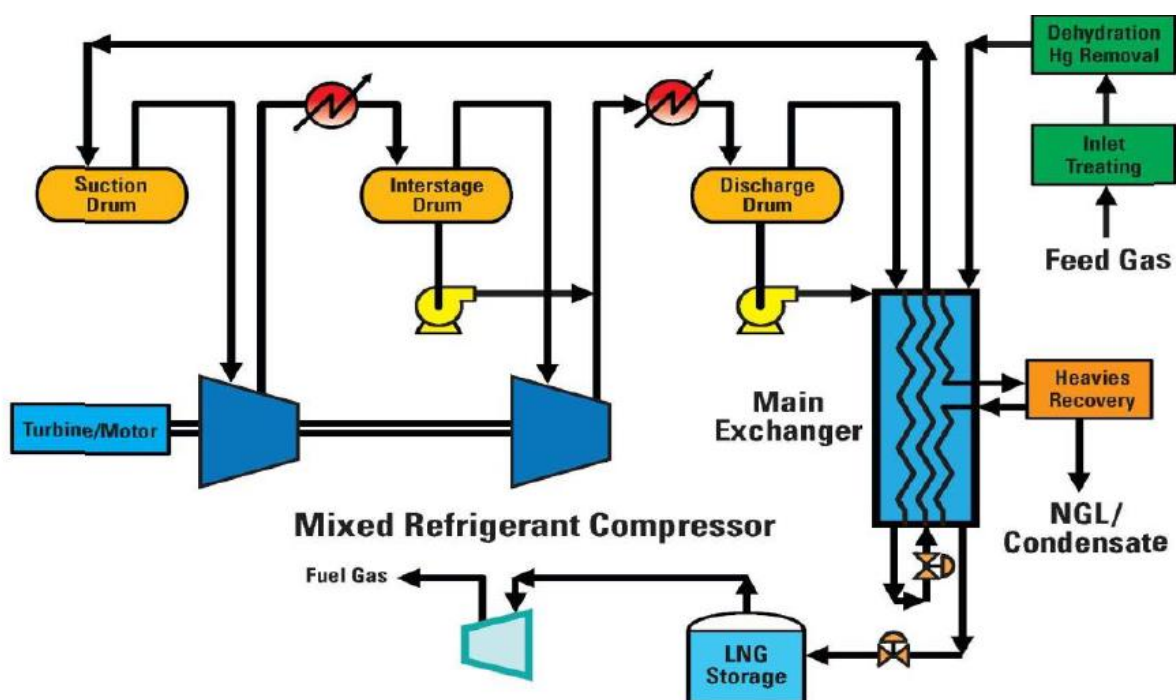 Dehydration
Hg Removal
Inlet
Treating
Feed Gas
Suction
Drum
Interstage
Drum
Discharge
Drum
Turbine/Motor
Main
Exchanger
Heavies
Recovery
NGL/
Condensate
Mixed Refrigerant Compressor
Fuel Gas
LNG
Storage